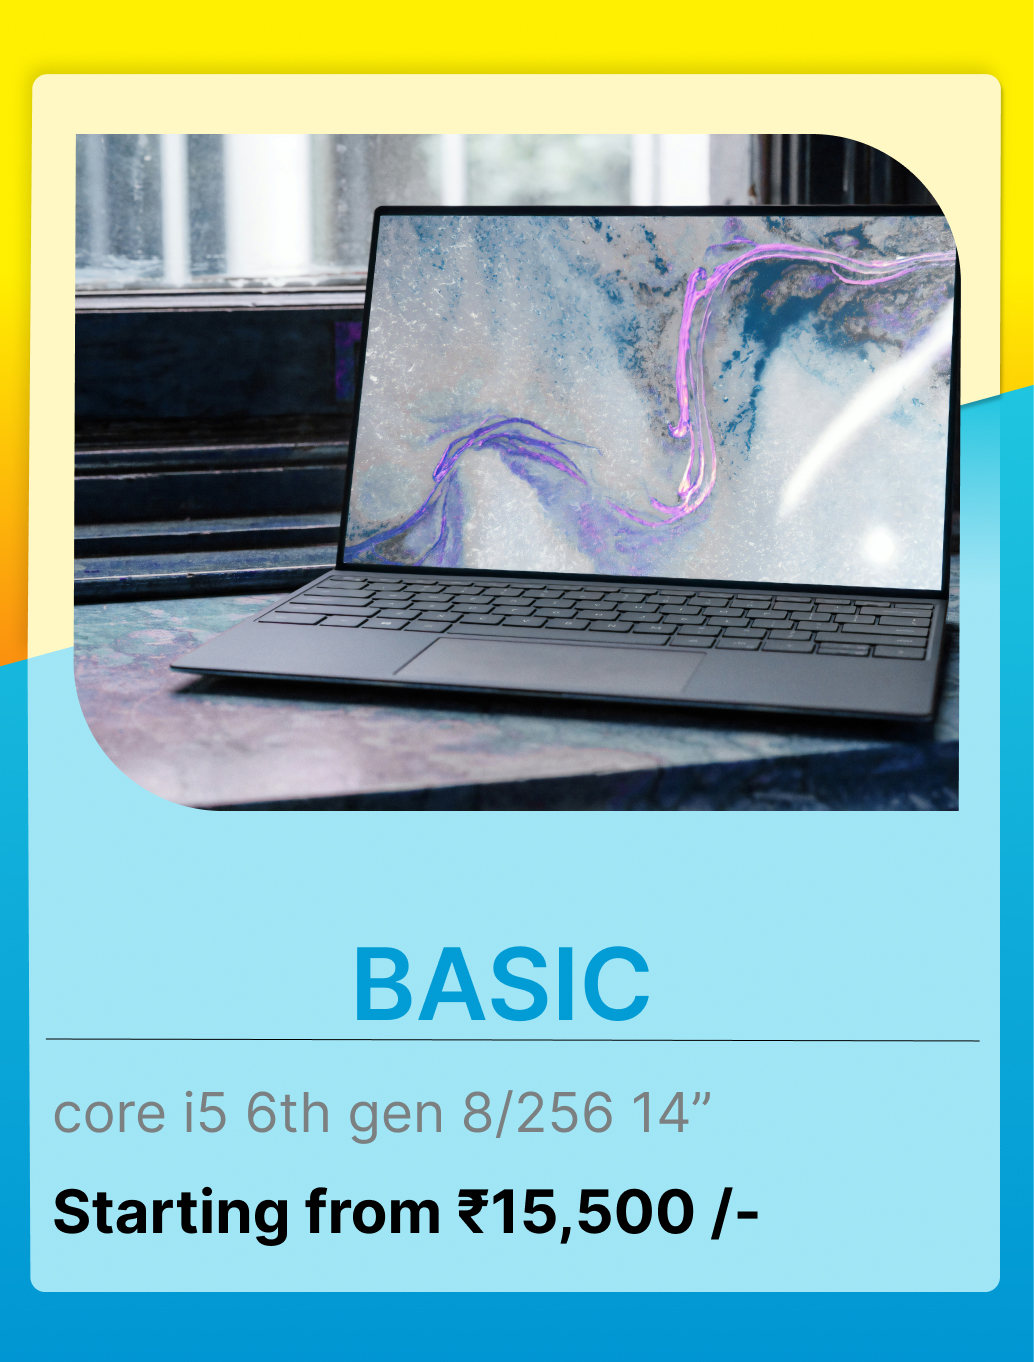 BASIC
core i5 6th gen 8/256 14”
Starting from ₹15,500 /-